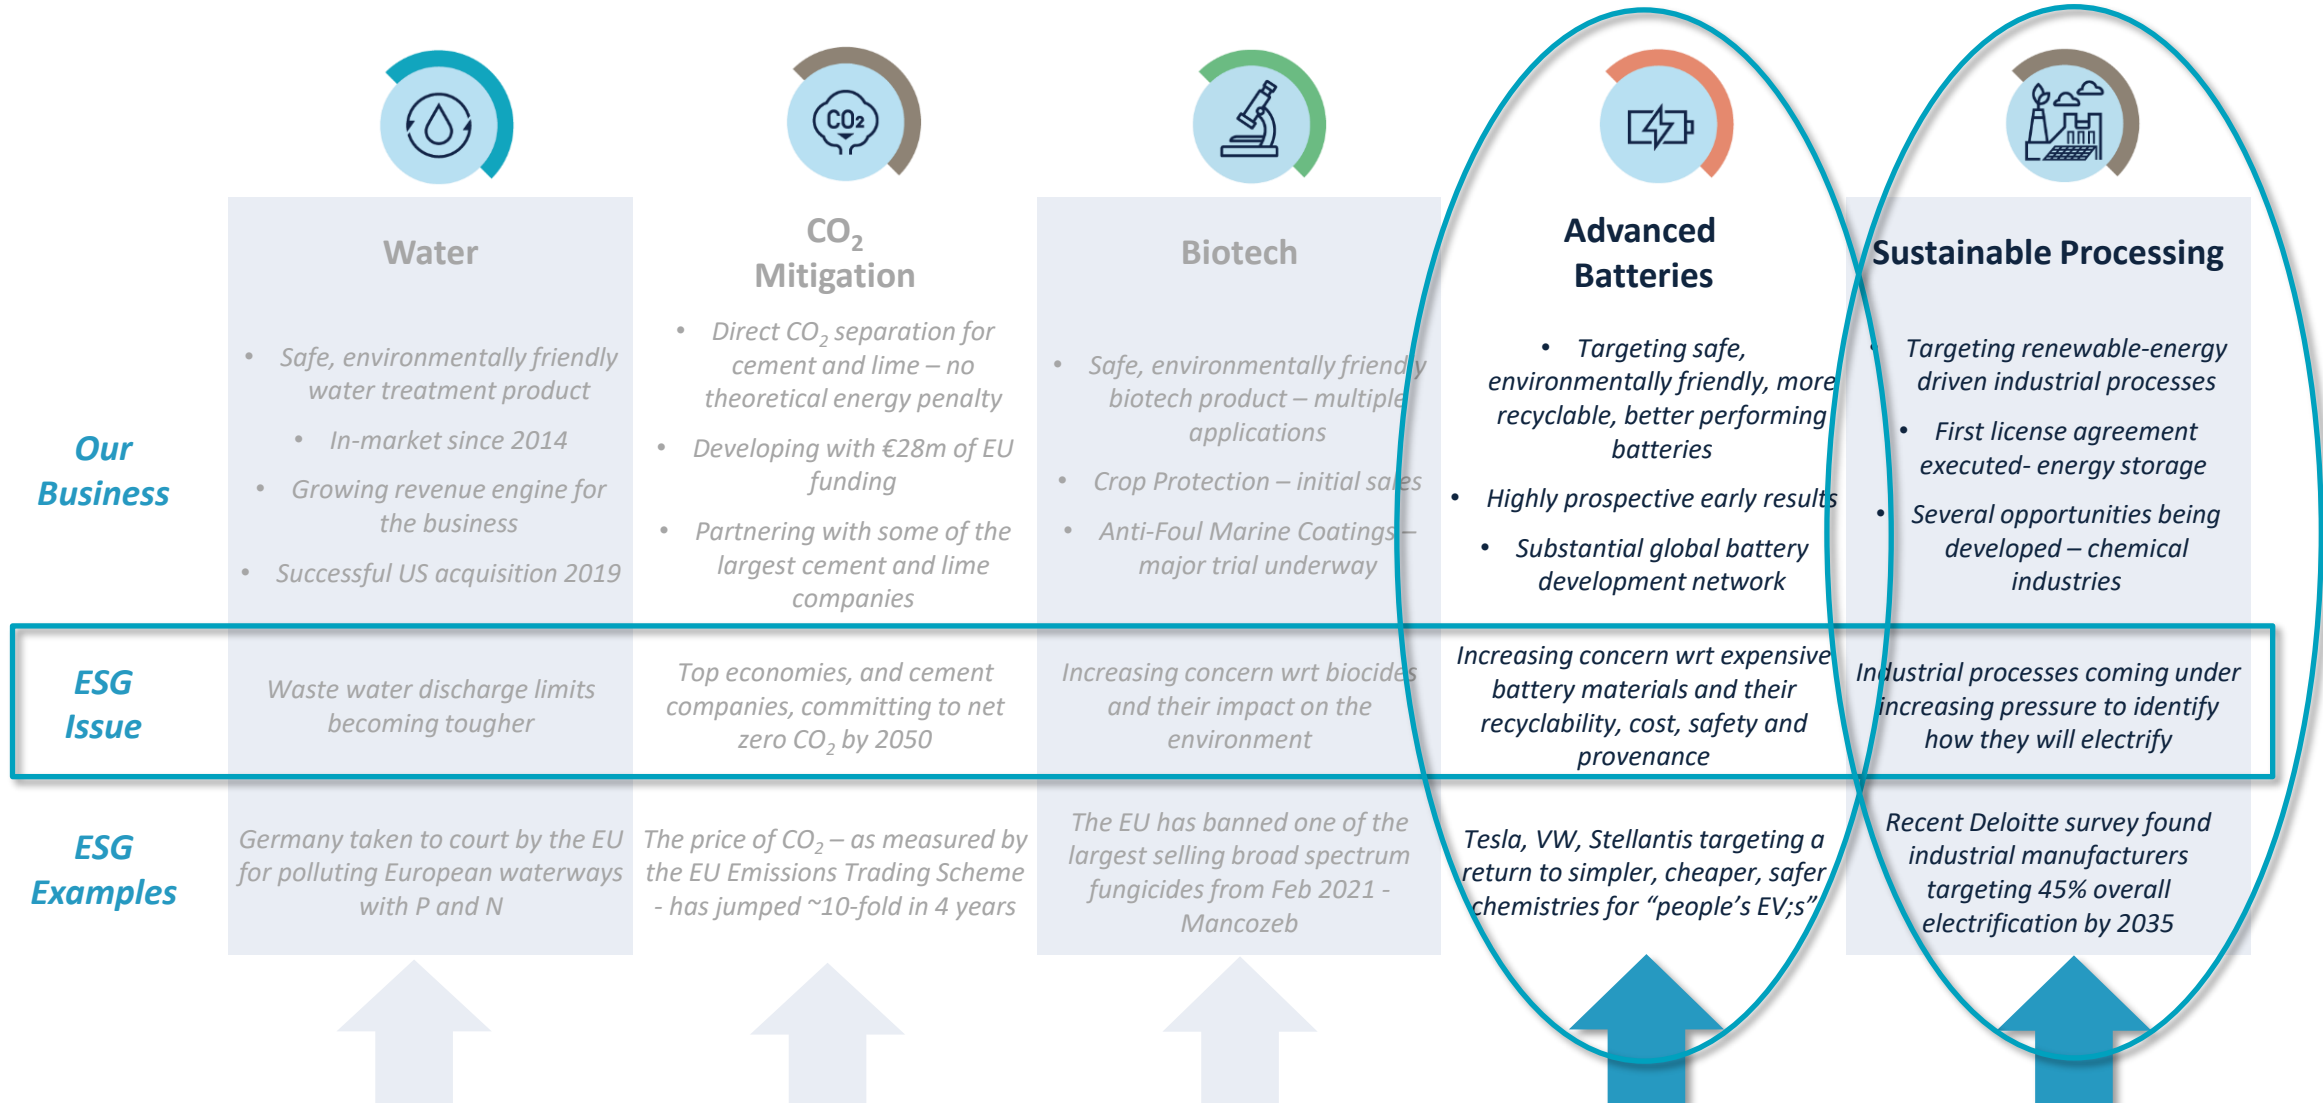 CO2
Water
CO2
Mitigation
Biotech
Advanced
Batteries
Sustainable Processing
Our
Business
• Safe, environmentally friendly
water treatment product
• In-market since 2014
• Growing revenue engine for
the business
• Successful US acquisition 2019
• Direct CO2 separation for
cement and lime – no
theoretical energy penalty
• Developing with €28m of EU
funding
• Partnering with some of the
largest cement and lime
companies
• Safe, environmentally friendly
biotech product – multiple
applications
• Crop Protection – initial sales
• Anti-Foul Marine Coatings –
major trial underway
• Targeting safe,
environmentally friendly, more
recyclable, better performing
batteries
• Highly prospective early results
• Substantial global battery
development network
• Targeting renewable-energy
driven industrial processes
• First license agreement
executed- energy storage
• Several opportunities being
developed – chemical
industries
ESG
Issue
Waste water discharge limits
becoming tougher
Top economies, and cement
companies, committing to net
zero CO2 by 2050
Increasing concern wrt biocides
and their impact on the
environment
Increasing concern wrt expensive
battery materials and their
recyclability, cost, safety and
provenance
Industrial processes coming under
increasing pressure to identify
how they will electrify
ESG
Examples
Germany taken to court by the EU
for polluting European waterways
with P and N
The price of CO2 – as measured by
the EU Emissions Trading Scheme
- has jumped ~10-fold in 4 years
The EU has banned one of the
largest selling broad spectrum
fungicides from Feb 2021 -
Mancozeb
Tesla, VW, Stellantis targeting a
return to simpler, cheaper, safer
chemistries for “people’s EV;s”
Recent Deloitte survey found
industrial manufacturers
targeting 45% overall
electrification by 2035